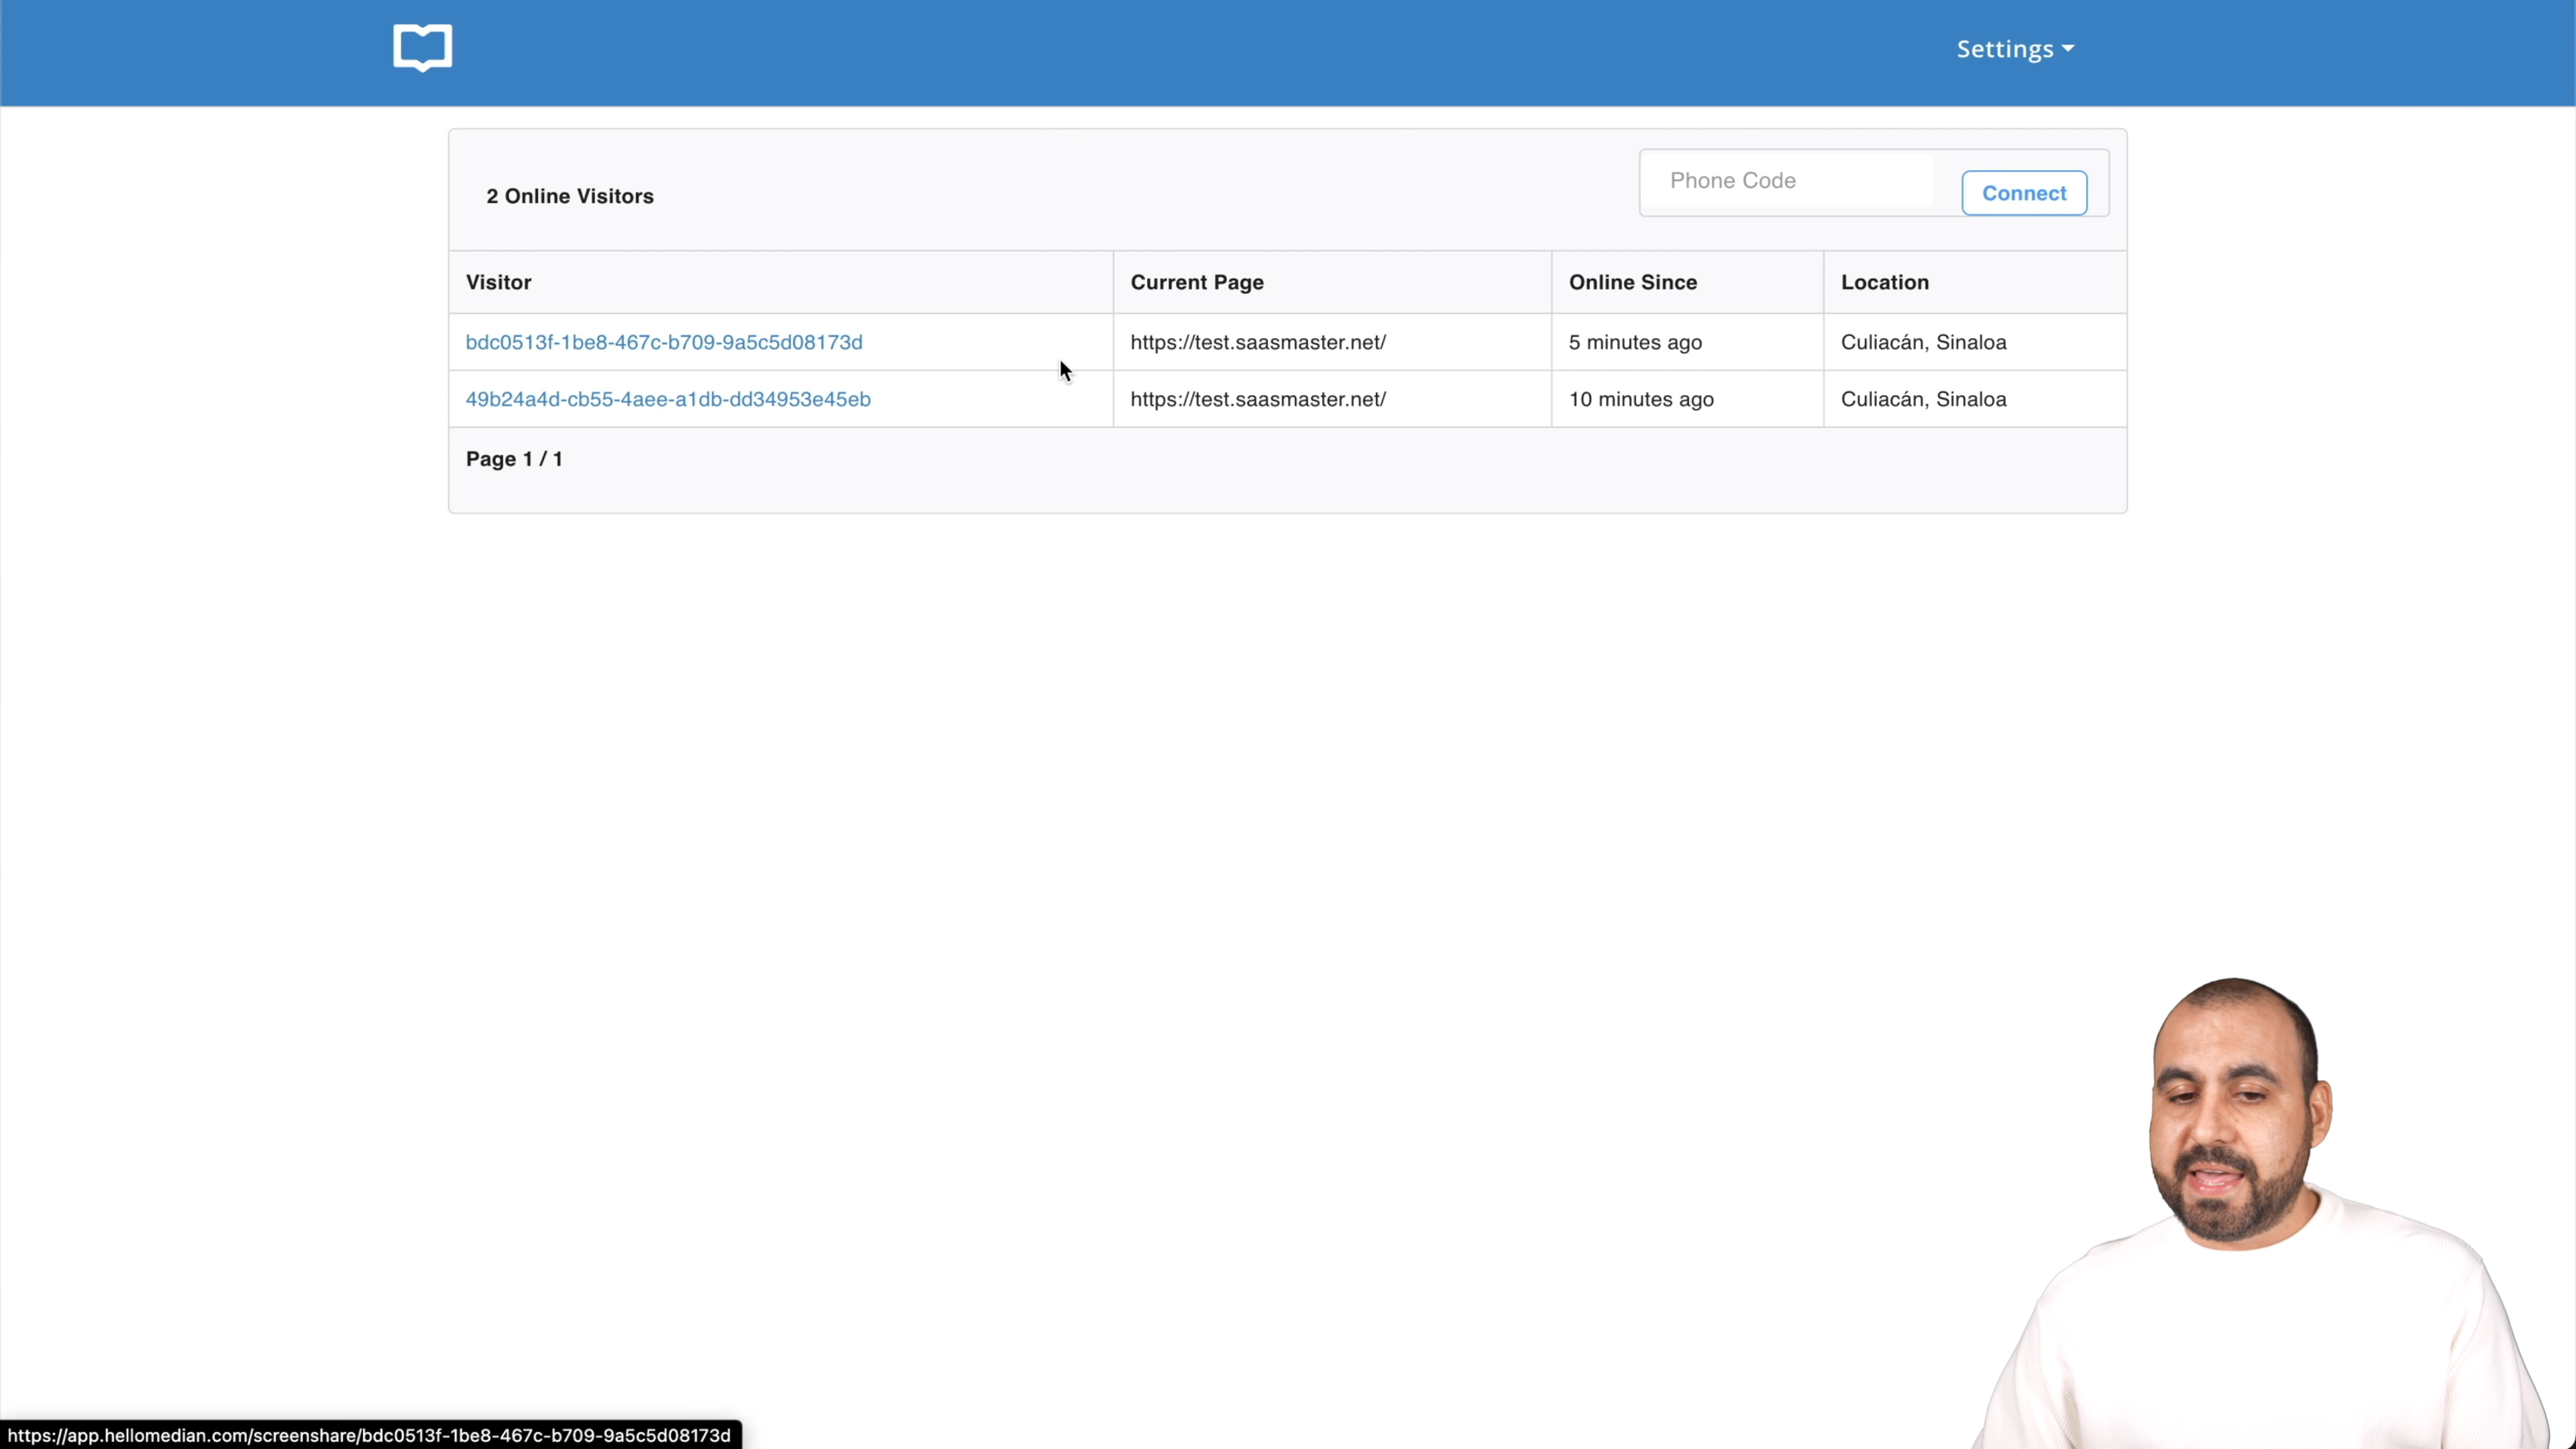 Settings
2 Online Visitors
Phone Code
Connect
Visitor Current Page Online Since Location
bdc0513f-1be8-467c-b709-9a5c5d08173d https://test.saasmaster.net/ 5 minutes ago Culiacán, Sinaloa
49b24a4d-cb55-4aee-a1db-dd34953e45eb https://test.saasmaster.net/ 10 minutes ago Culiacán, Sinaloa
Page 1 / 1
https://app.hellomedian.com/screenshare/bdc0513f-1be8-467c-b709-9a5c5d08173d